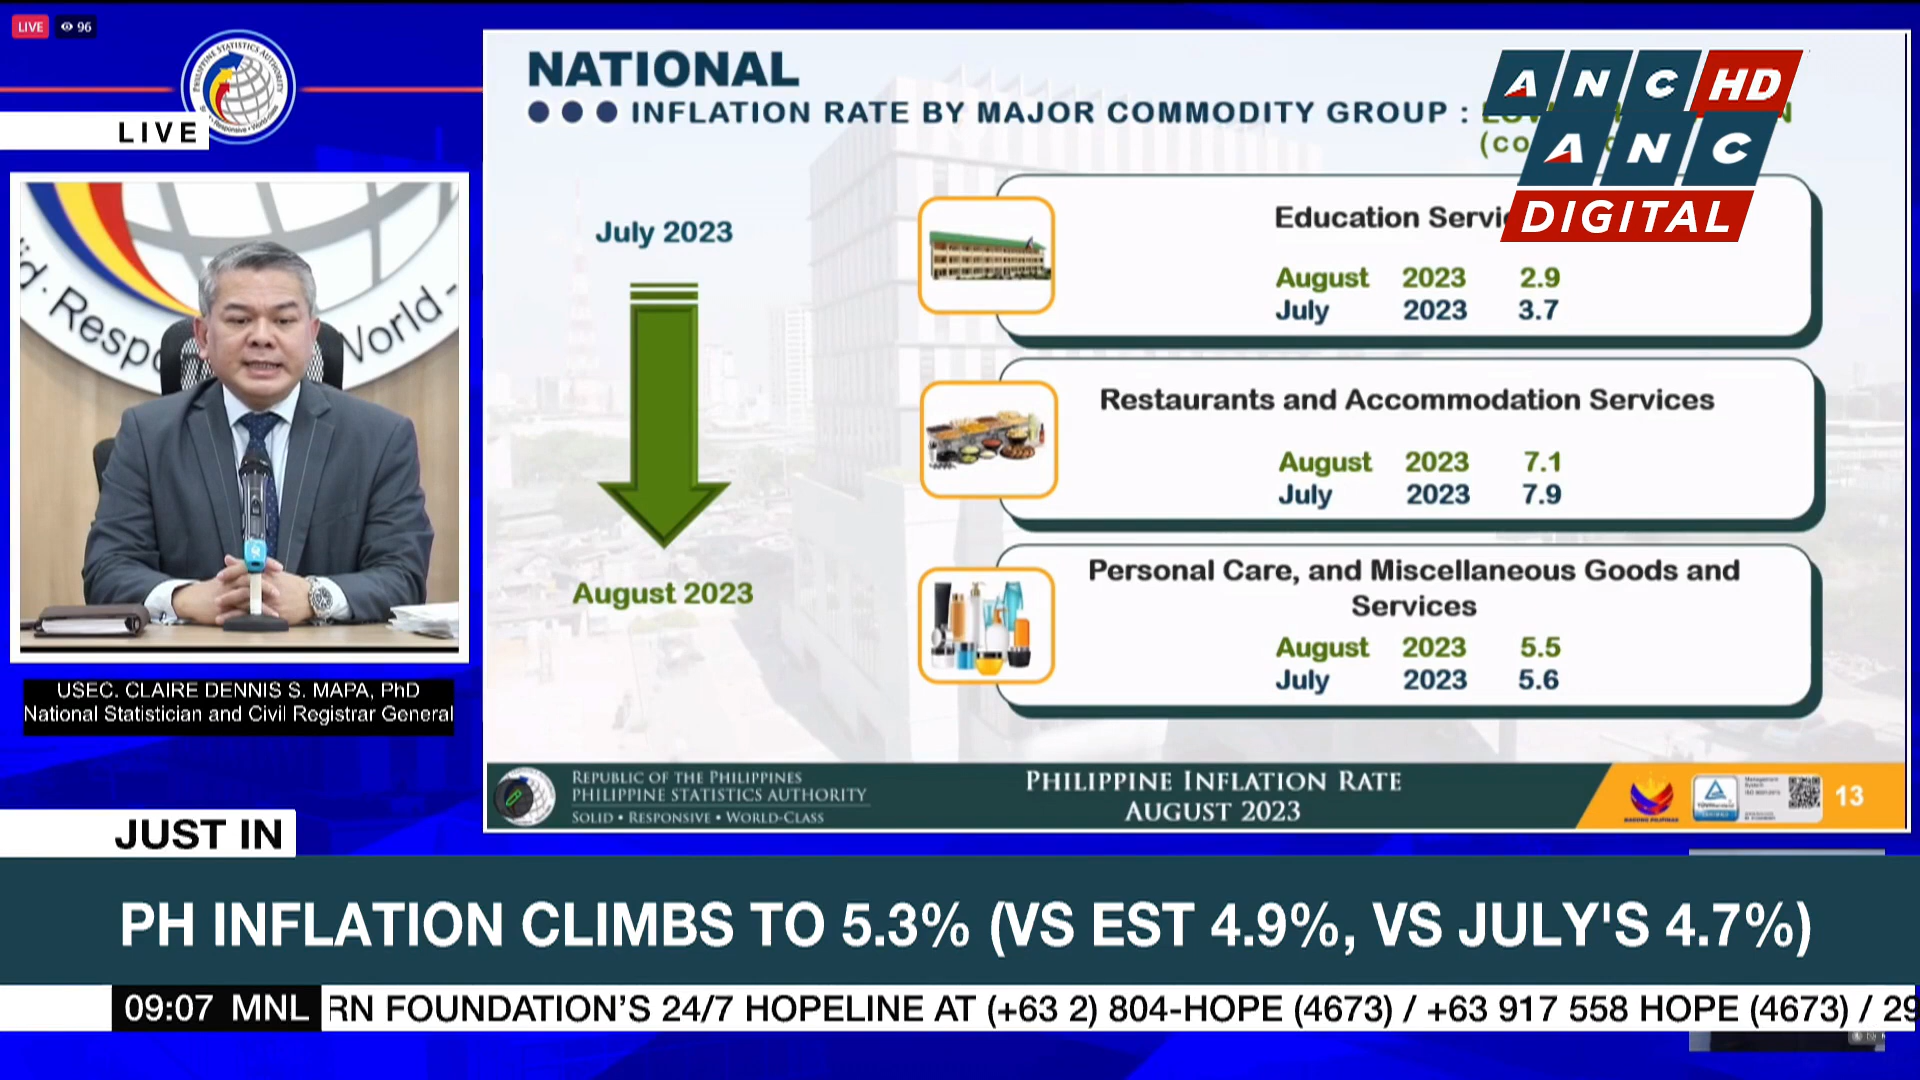 LIVE 96
PHILIPPINE STATISTICS AUTHORITY
LIVE
NATIONAL
INFLATION RATE BY MAJOR COMMODITY GROUP :
ANC HD
ANC
DIGITAL
July 2023
August 2023
Education
August 2023 2.9
July 2023 3.7
Restaurants and Accommodation Services
August 2023 7.1
July 2023 7.9
Personal Care, and Miscellaneous Goods and
Services
August 2023 5.5
July 2023 5.6
USEC. CLAIRE DENNIS S. MAPA, PhD
National Statistician and Civil Registrar General
REPUBLIC OF THE PHILIPPINES
PHILIPPINE STATISTICS AUTHORITY
SOLID • RESPONSIVE • WORLD-CLASS
PHILIPPINE INFLATION RATE
AUGUST 2023
13
JUST IN
PH INFLATION CLIMBS TO 5.3% (VS EST 4.9%, VS JULY'S 4.7%)
09:07 MNL
RN FOUNDATION'S 24/7 HOPELINE AT (+63 2) 804-HOPE (4673) / +63 917 558 HOPE (4673) / 29